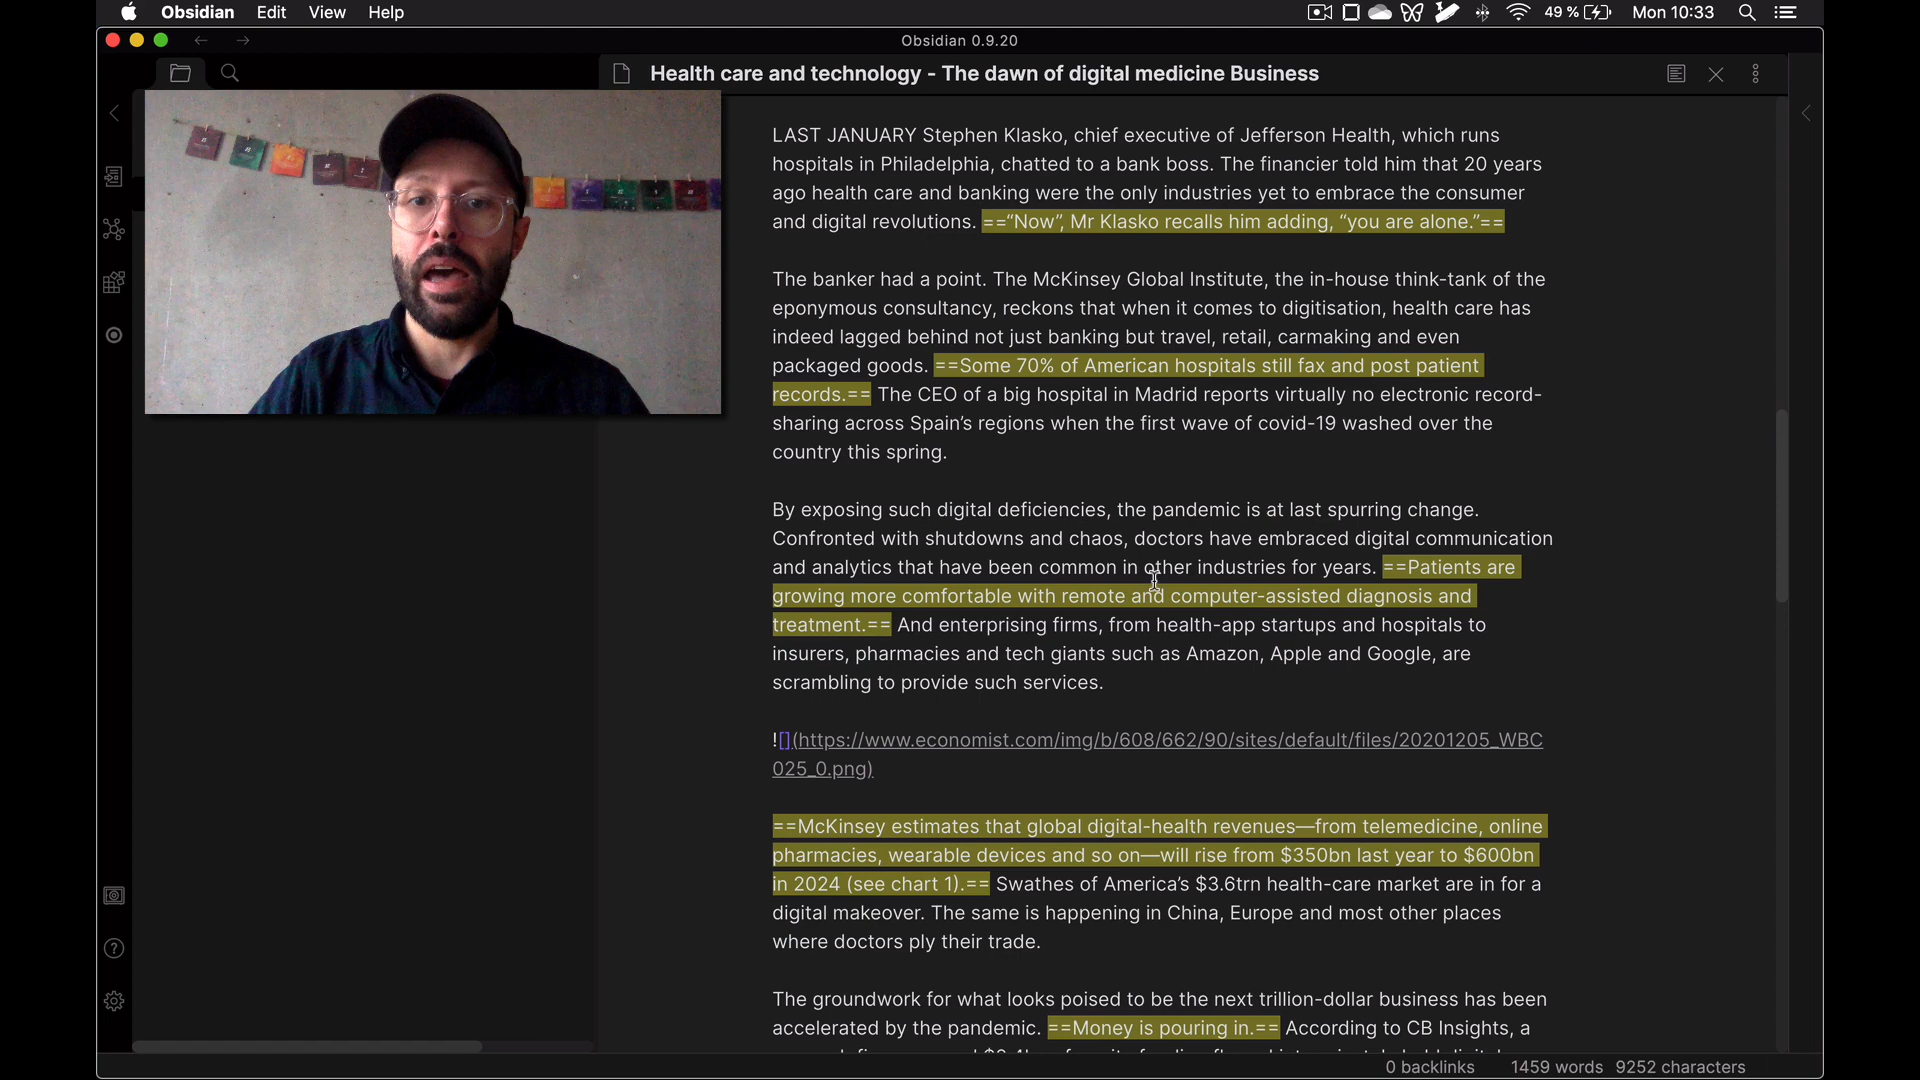 Obsidian Edit View Help
49 % Mon 10:33
Obsidian 0.9.20
Health care and technology - The dawn of digital medicine Business
LAST JANUARY Stephen Klasko, chief executive of Jefferson Health, which runs
hospitals in Philadelphia, chatted to a bank boss. The financier told him that 20 years
ago health care and banking were the only industries yet to embrace the consumer
and digital revolutions. ==“Now”, Mr Klasko recalls him adding, “you are alone.”==
The banker had a point. The McKinsey Global Institute, the in-house think-tank of the
eponymous consultancy, reckons that when it comes to digitisation, health care has
indeed lagged behind not just banking but travel, retail, carmaking and even
packaged goods. ==Some 70% of American hospitals still fax and post patient
records.== The CEO of a big hospital in Madrid reports virtually no electronic record-
sharing across Spain’s regions when the first wave of covid-19 washed over the
country this spring.
By exposing such digital deficiencies, the pandemic is at last spurring change.
Confronted with shutdowns and chaos, doctors have embraced digital communication
and analytics that have been common in other industries for years. ==Patients are
growing more comfortable with remote and computer-assisted diagnosis and
treatment.== And enterprising firms, from health-app startups and hospitals to
insurers, pharmacies and tech giants such as Amazon, Apple and Google, are
scrambling to provide such services.
![](https://www.economist.com/img/b/608/662/90/sites/default/files/20201205_WBC
025_0.png)
==McKinsey estimates that global digital-health revenues—from telemedicine, online
pharmacies, wearable devices and so on—will rise from $350bn last year to $600bn
in 2024 (see chart 1).== Swathes of America’s $3.6trn health-care market are in for a
digital makeover. The same is happening in China, Europe and most other places
where doctors ply their trade.
The groundwork for what looks poised to be the next trillion-dollar business has been
accelerated by the pandemic. ==Money is pouring in.== According to CB Insights, a
0 backlinks 1459 words 9252 characters